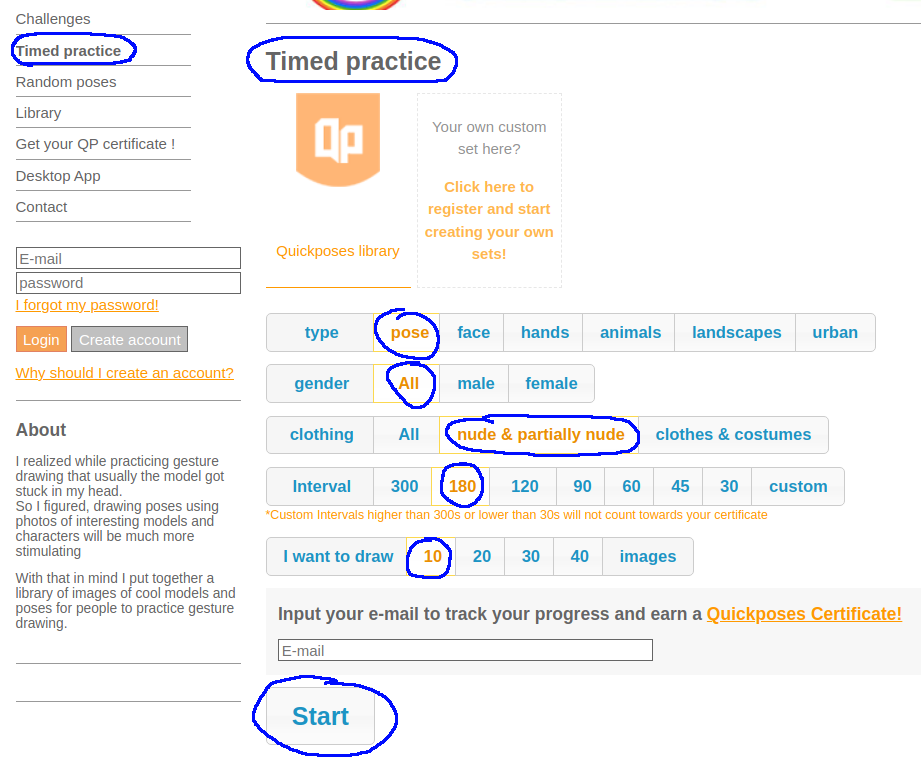 Challenges
Timed practice
Random poses
Library
Get your QP certificate !
Desktop App
Contact
E-mail
password
I forgot my password!
Login Create account
Why should I create an account?
About
I realized while practicing gesture
drawing that usually the model got
stuck in my head.
So I figured, drawing poses using
photos of interesting models and
characters will be much more
stimulating
With that in mind I put together a
library of images of cool models and
poses for people to practice gesture
drawing.
Timed practice
QP
Quickposes library
Your own custom
set here?
Click here to
register and start
creating your own
sets!
type pose face hands animals landscapes urban
gender All male female
clothing All nude & partially nude clothes & costumes
Interval 300 180 120 90 60 45 30 custom
*Custom Intervals higher than 300s or lower than 30s will not count towards your certificate
I want to draw 10 20 30 40 images
Input your e-mail to track your progress and earn a Quickposes Certificate!
E-mail
Start